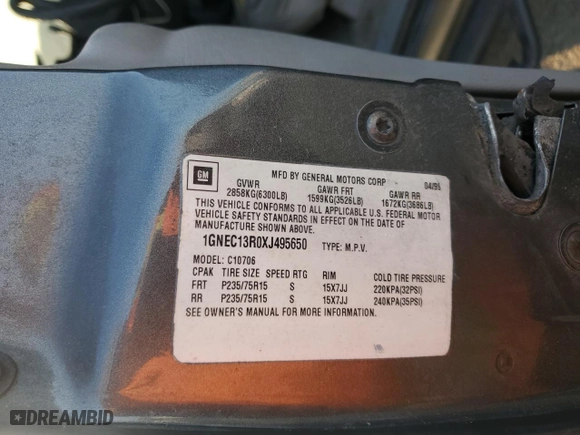 GM
MFD BY GENERAL MOTORS CORP 04/99
GVWR GAWR FRT GAWR RR
2858KG(6300LB) 1599KG(3526LB) 1672KG(3686LB)
THIS VEHICLE CONFORMS TO ALL APPLICABLE U.S. FEDERAL MOTOR
VEHICLE SAFETY STANDARDS IN EFFECT ON THE DATE OF
MANUFACTURE SHOWN ABOVE.
1GNEC13R0XJ495650 TYPE: M.P.V.
MODEL: C10706
CPAK TIRE SIZE SPEED RTG RIM COLD TIRE PRESSURE
FRT P235/75R15 S 15X7JJ 220KPA(32PSI)
RR P235/75R15 S 15X7JJ 240KPA(35PSI)
SEE OWNER'S MANUAL FOR MORE INFORMATION.
DREAMBID